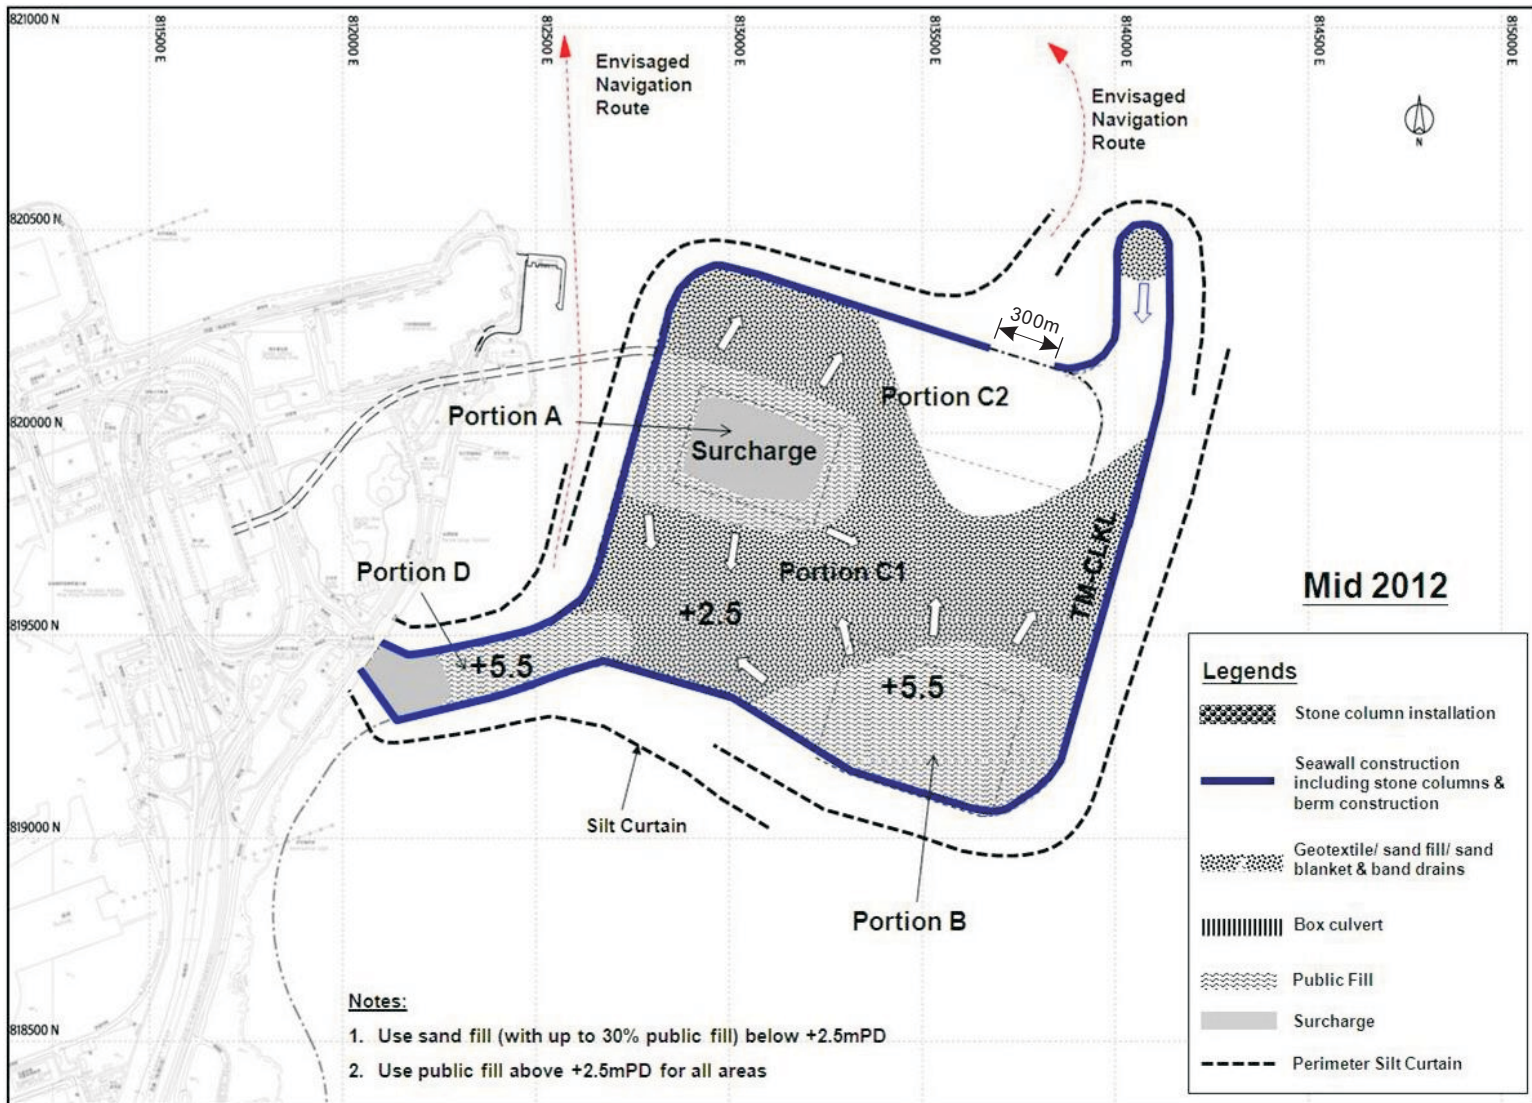 821000 N
811500 E
812000 E
812500 E
813000 E
813500 E
814000 E
814500 E
815000 E
Envisaged
Navigation
Route
Envisaged
Navigation
Route
N
820500 N
300m
820000 N
Portion A
Portion C2
Surcharge
Portion D
Portion C1
TM-CLKL
Mid 2012
819500 N
+2.5
+5.5
+5.5
819000 N
Silt Curtain
Portion B
818500 N
Notes:
1. Use sand fill (with up to 30% public fill) below +2.5mPD
2. Use public fill above +2.5mPD for all areas
Legends
Stone column installation
Seawall construction
including stone columns &
berm construction
Geotextile/ sand fill/ sand
blanket & band drains
Box culvert
Public Fill
Surcharge
Perimeter Silt Curtain